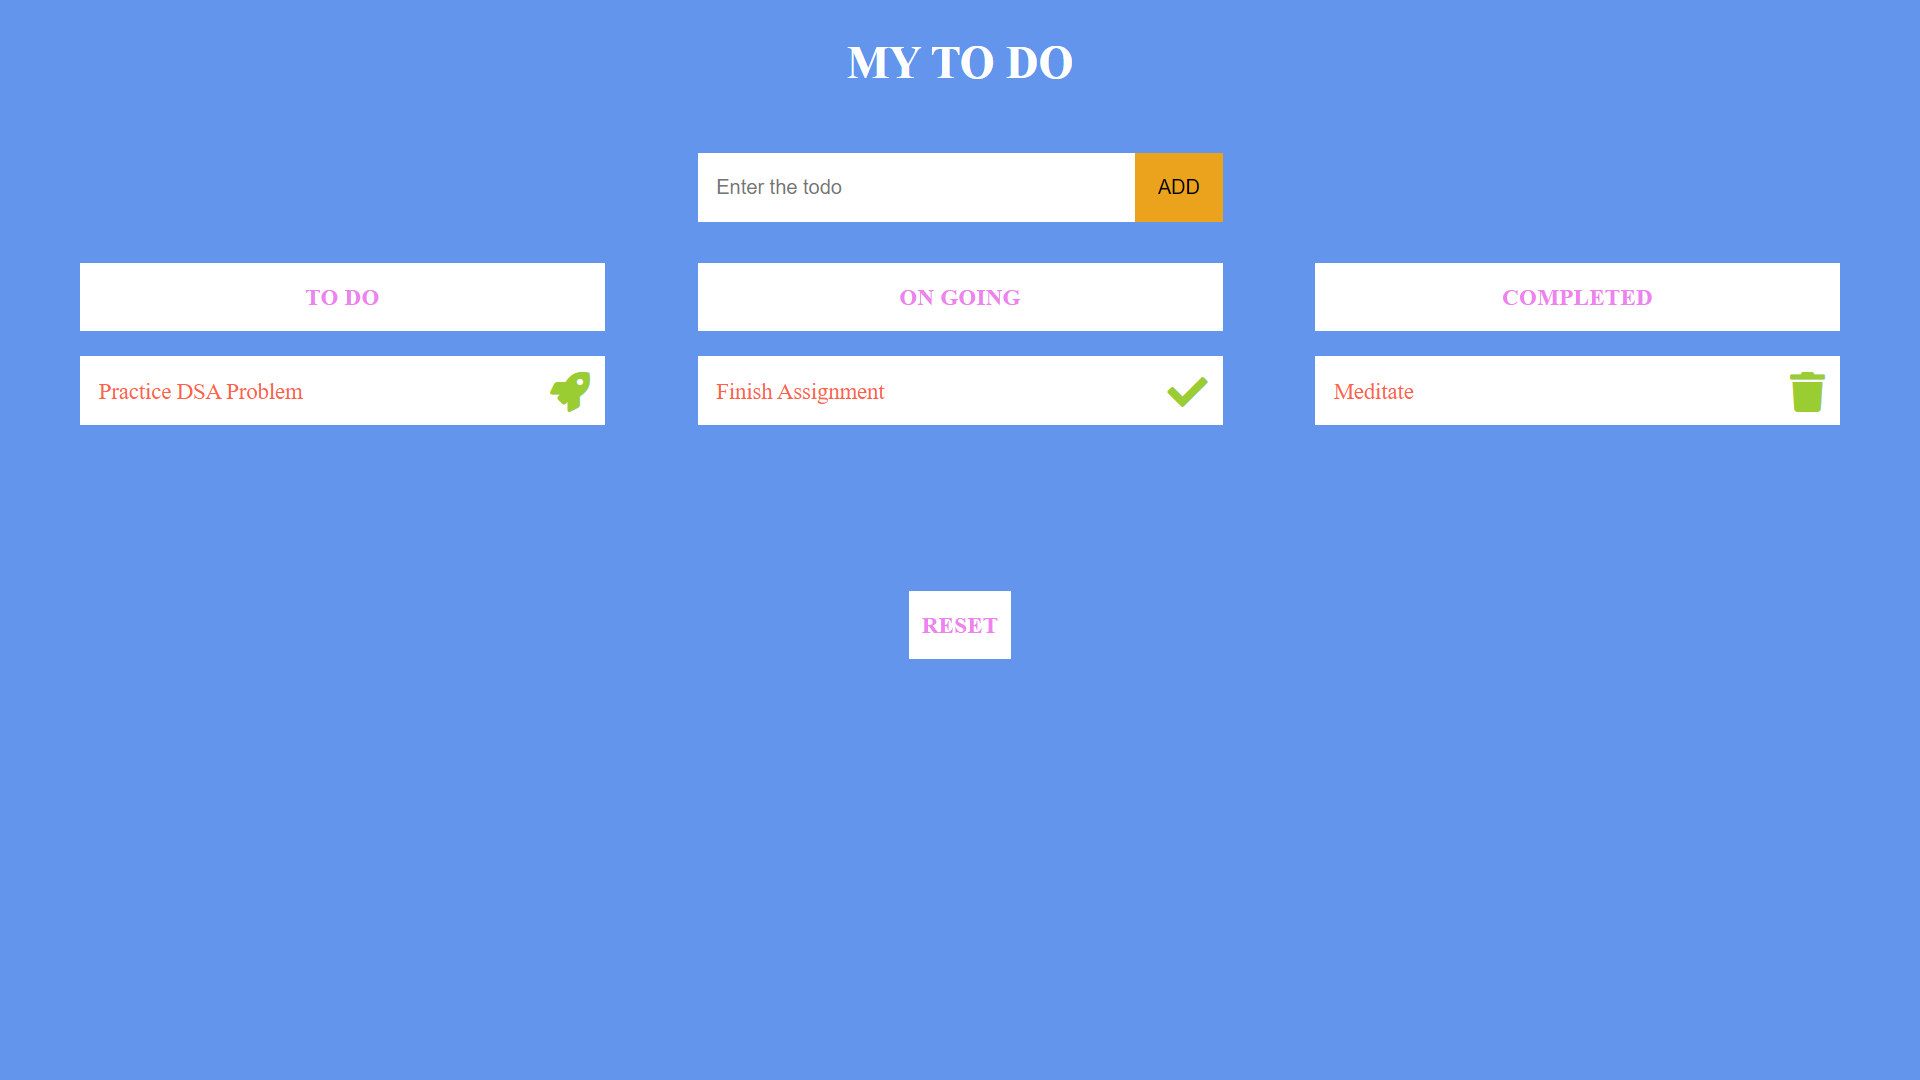 MY TO DO
Enter the todo
ADD
TO DO
ON GOING
COMPLETED
Practice DSA Problem
Finish Assignment
Meditate
RESET